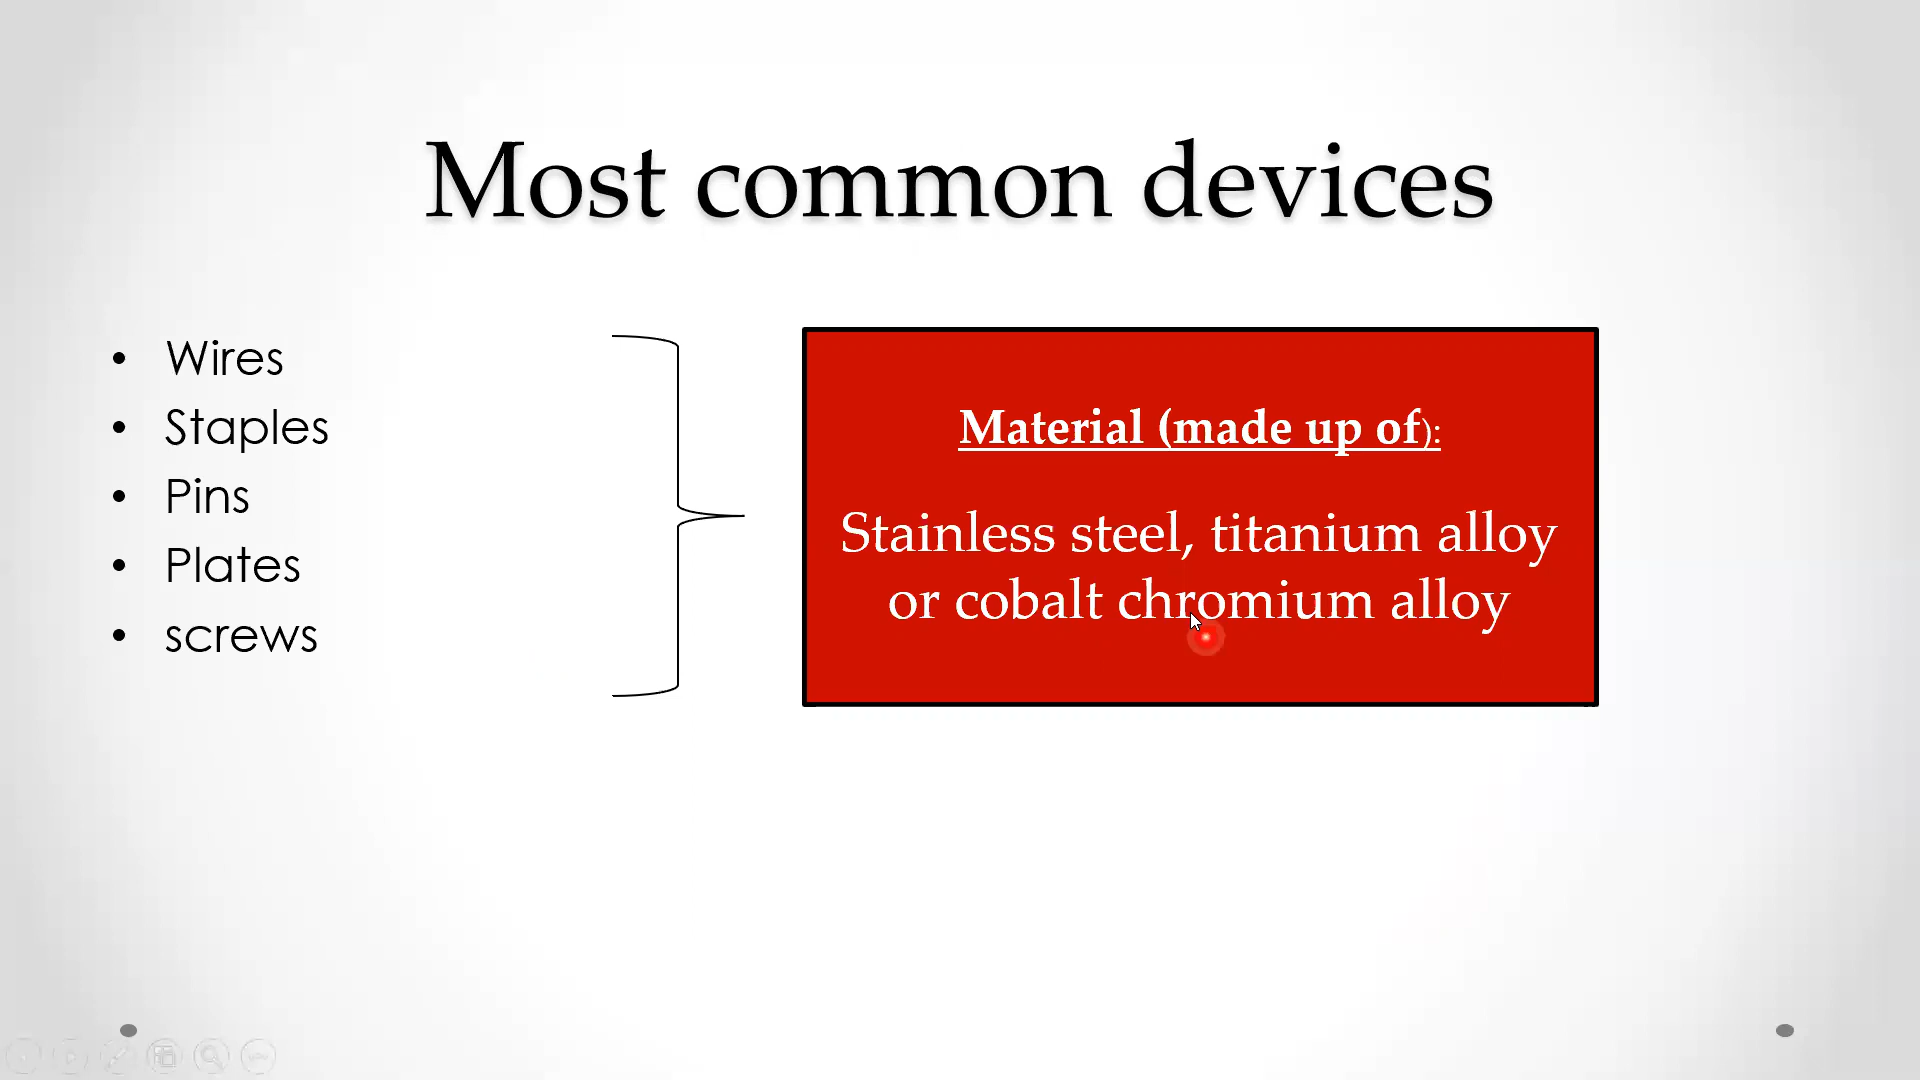 Most common devices
• Wires
• Staples
• Pins
• Plates
• screws
Material (made up of):
Stainless steel, titanium alloy
or cobalt chromium alloy